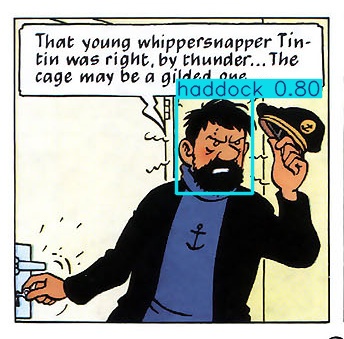 That young whippersnapper Tin-
tin was right, by thunder... The
cage may be a gilded one
haddock 0.80